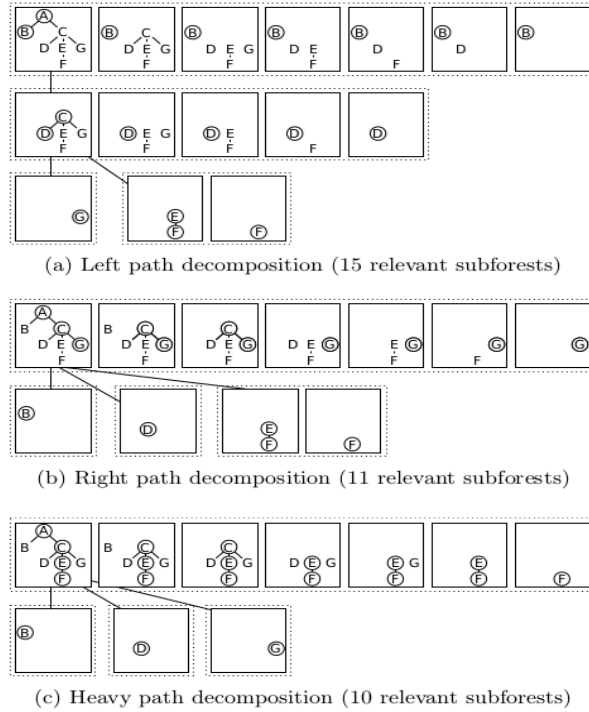 A
B C B C B B B B B
D E G D E G D E G D E D D
F F F F F
C
D E G D E G D E D D
F F F F
G E
F F
(a) Left path decomposition (15 relevant subforests)
A
B C B C C
D E G D E G D E G D E G E G G G
F F F F F F
B
D E
F F
(b) Right path decomposition (11 relevant subforests)
A
B C B C C
D E G D E G D E G D E G E G E
F F F F F F F
B
D G
(c) Heavy path decomposition (10 relevant subforests)